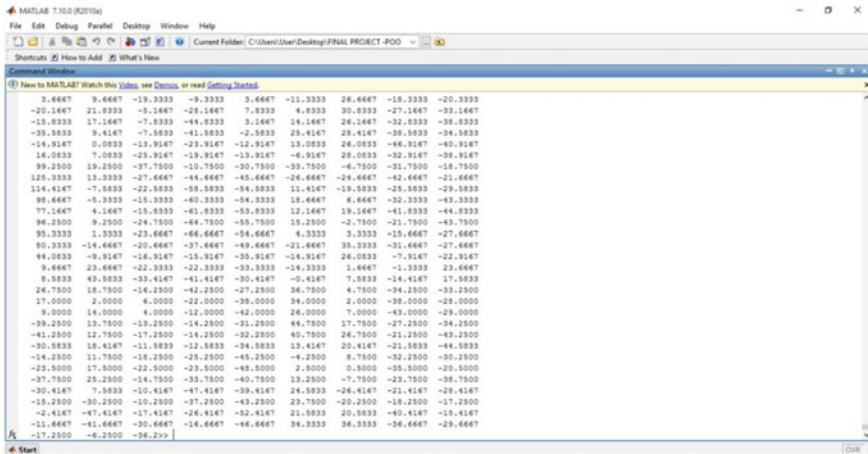 MATLAB 7.10.0 (R2010a)
File Edit Debug Parallel Desktop Window Help
Current Folder: C:\Users\User\Desktop\FINAL PROJECT -POO
Shortcuts How to Add What's New
Command Window
New to MATLAB? Watch this Video, see Demos, or read Getting Started.
3.6667 9.6667 -19.3333 -9.3333 3.6667 -11.3333 26.6667 -18.3333 -20.3333
-20.1667 21.8333 -5.1667 -28.1667 7.8333 4.8333 30.8333 -27.1667 -33.1667
-15.8333 17.1667 -7.8333 -44.8333 3.1667 14.1667 26.1667 -32.8333 -38.8333
-35.5833 9.4167 -7.5833 -41.5833 -2.5833 25.4167 28.4167 -38.5833 -34.5833
-14.9167 0.0833 -13.9167 -23.9167 -12.9167 13.0833 26.0833 -46.9167 -40.9167
16.0833 7.0833 -25.9167 -19.9167 -13.9167 -6.9167 28.0833 -32.9167 -38.9167
99.2500 19.2500 -37.7500 -10.7500 -30.7500 -33.7500 -6.7500 -31.7500 -18.7500
125.3333 13.3333 -27.6667 -44.6667 -45.6667 -26.6667 -24.6667 -42.6667 -21.6667
114.4167 -7.5833 -22.5833 -58.5833 -54.5833 11.4167 -19.5833 -25.5833 -29.5833
98.6667 -5.3333 -15.3333 -60.3333 -54.3333 18.6667 6.6667 -32.3333 -43.3333
77.1667 4.1667 -15.8333 -61.8333 -53.8333 12.1667 19.1667 -41.8333 -44.8333
96.2500 9.2500 -24.7500 -64.7500 -55.7500 15.2500 -2.7500 -21.7500 -43.7500
95.3333 1.3333 -23.6667 -66.6667 -54.6667 4.3333 3.3333 -15.6667 -27.6667
80.3333 -14.6667 -20.6667 -37.6667 -49.6667 -21.6667 35.3333 -31.6667 -27.6667
44.0833 -9.9167 -16.9167 -15.9167 -35.9167 -14.9167 26.0833 -7.9167 -22.9167
9.6667 23.6667 -22.3333 -22.3333 -33.3333 -14.3333 1.6667 -1.3333 23.6667
8.5833 43.5833 -33.4167 -41.4167 -30.4167 -0.4167 7.5833 -14.4167 17.5833
26.7500 18.7500 -16.2500 -42.2500 -27.2500 36.7500 4.7500 -34.2500 -33.2500
17.0000 2.0000 6.0000 -22.0000 -38.0000 34.0000 2.0000 -38.0000 -28.0000
9.0000 14.0000 4.0000 -12.0000 -42.0000 26.0000 7.0000 -43.0000 -29.0000
-39.2500 13.7500 -13.2500 -14.2500 -31.2500 44.7500 17.7500 -27.2500 -34.2500
-41.2500 12.7500 -17.2500 -14.2500 -32.2500 40.7500 26.7500 -21.2500 -43.2500
-30.5833 18.4167 -11.5833 -12.5833 -34.5833 13.4167 20.4167 -21.5833 -44.5833
-14.2500 11.7500 -18.2500 -25.2500 -45.2500 -4.2500 8.7500 -32.2500 -30.2500
-23.5000 17.5000 -22.5000 -23.5000 -48.5000 2.5000 0.5000 -35.5000 -20.5000
-37.7500 25.2500 -14.7500 -33.7500 -40.7500 13.2500 -7.7500 -23.7500 -38.7500
-30.4167 7.5833 -10.4167 -47.4167 -39.4167 24.5833 -26.4167 -21.4167 -28.4167
-15.2500 -30.2500 -10.2500 -37.2500 -43.2500 23.7500 -20.2500 -18.2500 -17.2500
-2.4167 -47.4167 -17.4167 -26.4167 -52.4167 21.5833 20.5833 -40.4167 -15.4167
-11.6667 -41.6667 -30.6667 -16.6667 -46.6667 34.3333 36.3333 -36.6667 -29.6667
fx -17.2500 -6.2500 -36.2>>
Start
OVR